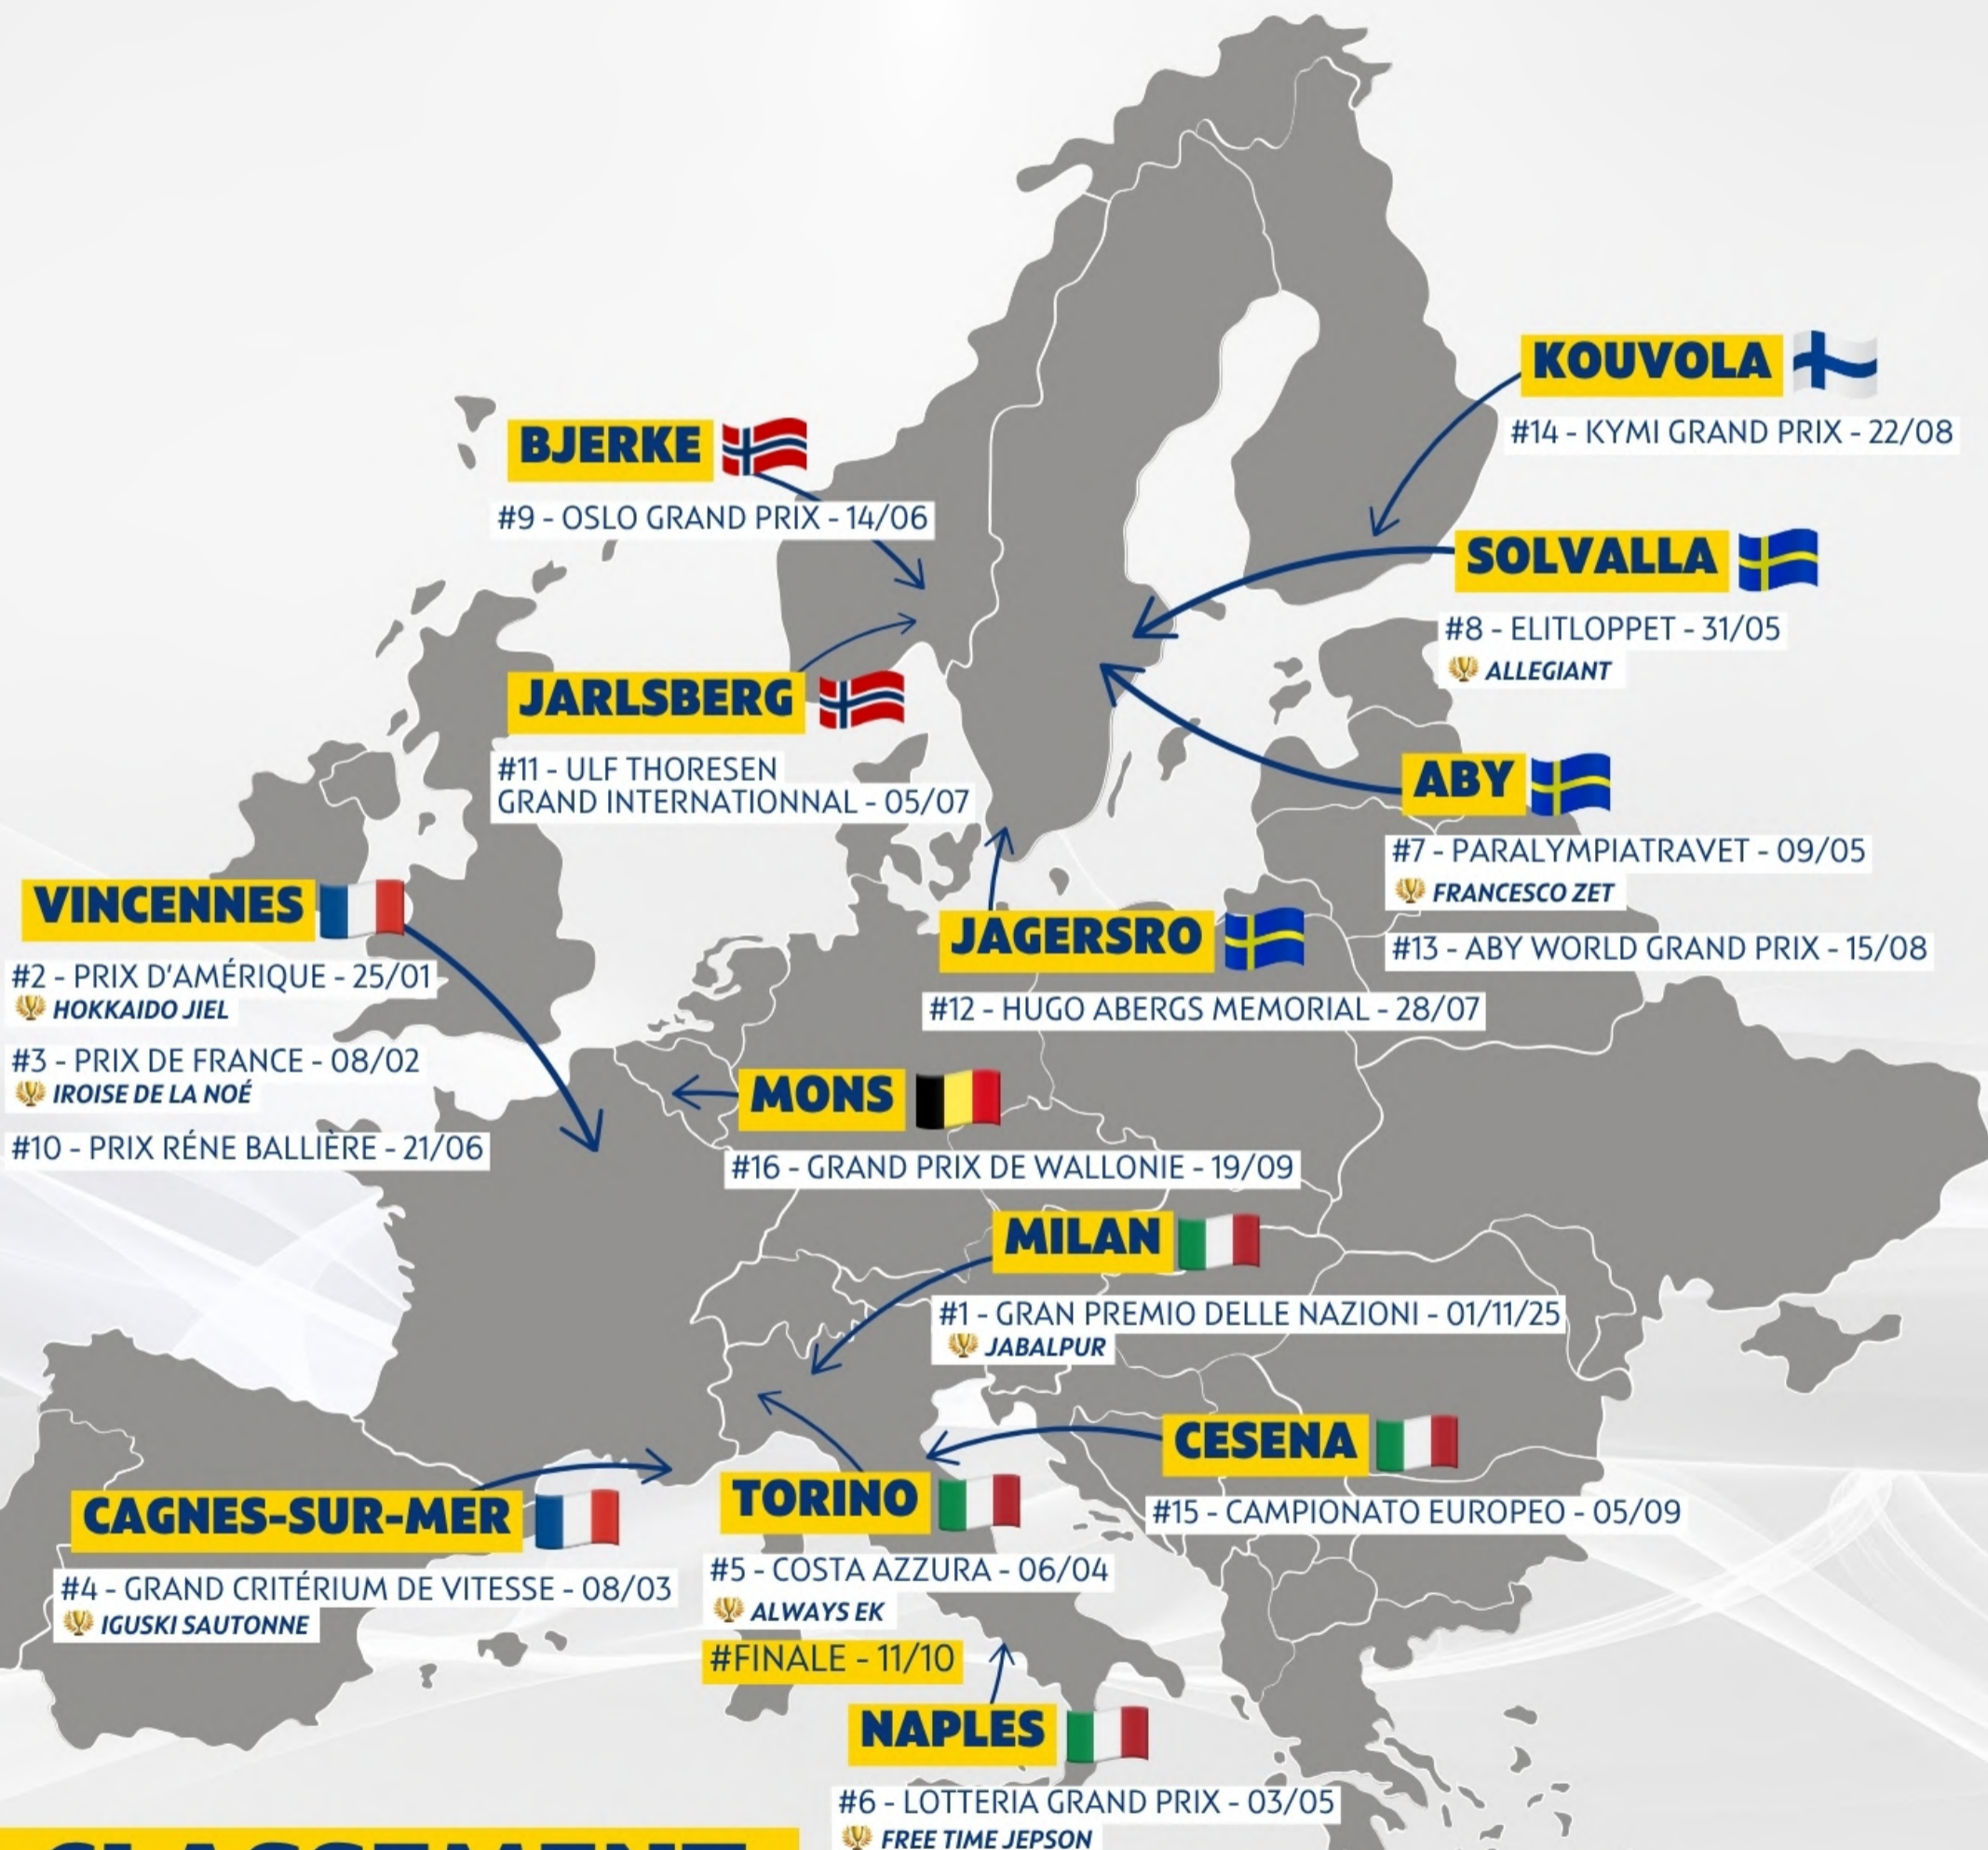 KOUVOLA
#14 - KYMI GRAND PRIX - 22/08
BJERKE
#9 - OSLO GRAND PRIX - 14/06
SOLVALLA
#8 - ELITLOPPET - 31/05
ALLEGIANT
JARLSBERG
#11 - ULF THORESEN
GRAND INTERNATIONNAL - 05/07
ABY
#7 - PARALYMPIATRAVET - 09/05
FRANCESCO ZET
#13 - ABY WORLD GRAND PRIX - 15/08
VINCENNES
#2 - PRIX D'AMÉRIQUE - 25/01
HOKKAIDO JIEL
#3 - PRIX DE FRANCE - 08/02
IROISE DE LA NOÉ
#10 - PRIX RÉNE BALLIÈRE - 21/06
JAGERSRO
#12 - HUGO ABERGS MEMORIAL - 28/07
MONS
#16 - GRAND PRIX DE WALLONIE - 19/09
MILAN
#1 - GRAN PREMIO DELLE NAZIONI - 01/11/25
JABALPUR
CESENA
#15 - CAMPIONATO EUROPEO - 05/09
CAGNES-SUR-MER
#4 - GRAND CRITÉRIUM DE VITESSE - 08/03
IGUSKI SAUTONNE
TORINO
#5 - COSTA AZZURA - 06/04
ALWAYS EK
#FINALE - 11/10
NAPLES
#6 - LOTTERIA GRAND PRIX - 03/05
FREE TIME JEPSON
CLASSEMENT